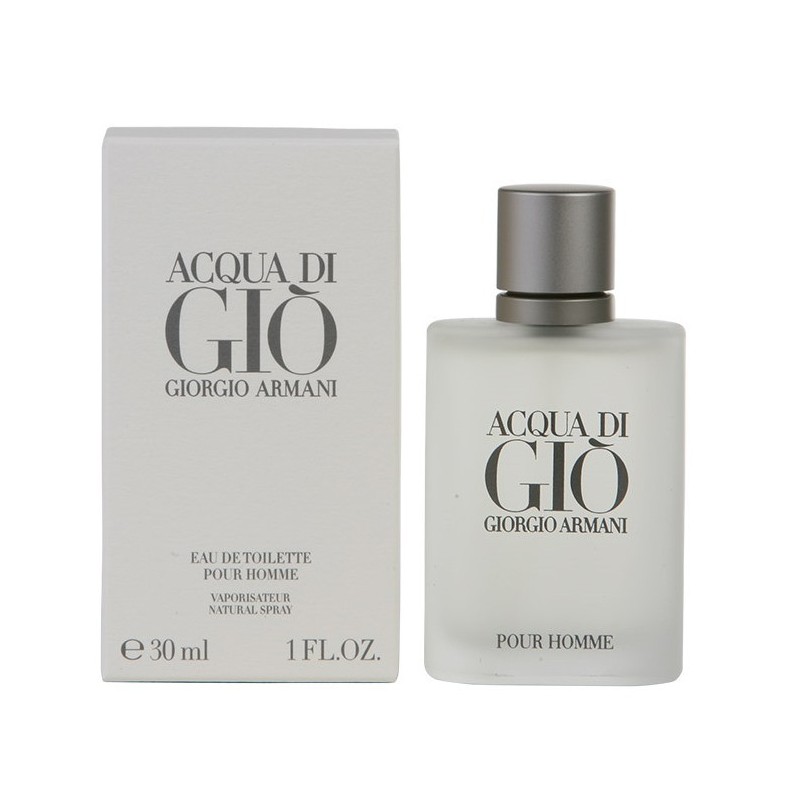 ACQUA DI
GIÒ
GIORGIO ARMANI
EAU DE TOILETTE
POUR HOMME
VAPORISATEUR
NATURAL SPRAY
℮ 30 ml 1 FL.OZ.
ACQUA DI
GIÒ
GIORGIO ARMANI
POUR HOMME